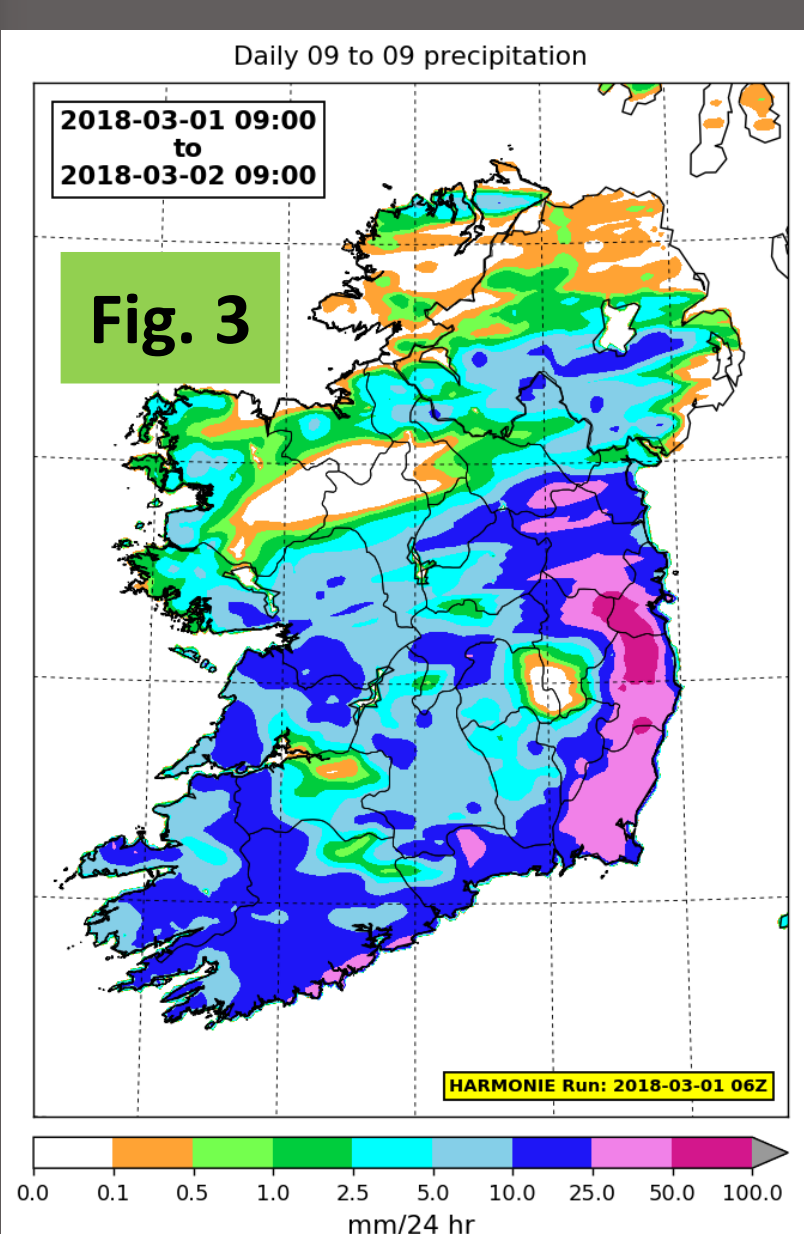 Daily 09 to 09 precipitation
2018-03-01 09:00
to
2018-03-02 09:00
Fig. 3
HARMONIE Run: 2018-03-01 06Z
0.0 0.1 0.5 1.0 2.5 5.0 10.0 25.0 50.0 100.0
mm/24 hr